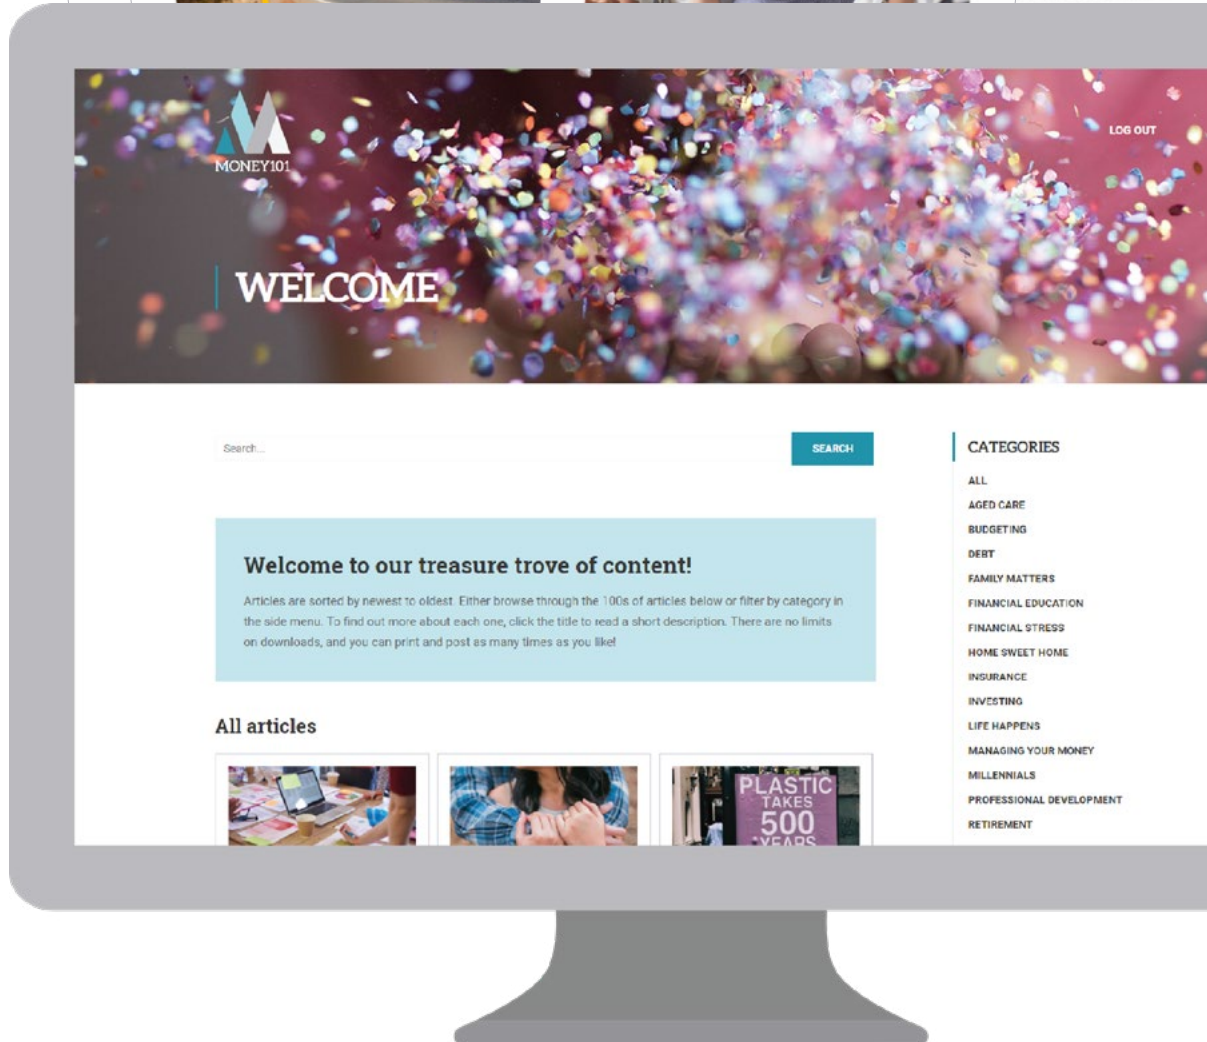 MONEY101
LOG OUT
WELCOME
Search...
SEARCH
Welcome to our treasure trove of content!
Articles are sorted by newest to oldest. Either browse through the 100s of articles below or filter by category in
the side menu. To find out more about each one, click the title to read a short description. There are no limits
on downloads, and you can print and post as many times as you like!
All articles
PLASTIC
TAKES
500
YEARS
CATEGORIES
ALL
AGED CARE
BUDGETING
DEBT
FAMILY MATTERS
FINANCIAL EDUCATION
FINANCIAL STRESS
HOME SWEET HOME
INSURANCE
INVESTING
LIFE HAPPENS
MANAGING YOUR MONEY
MILLENNIALS
PROFESSIONAL DEVELOPMENT
RETIREMENT